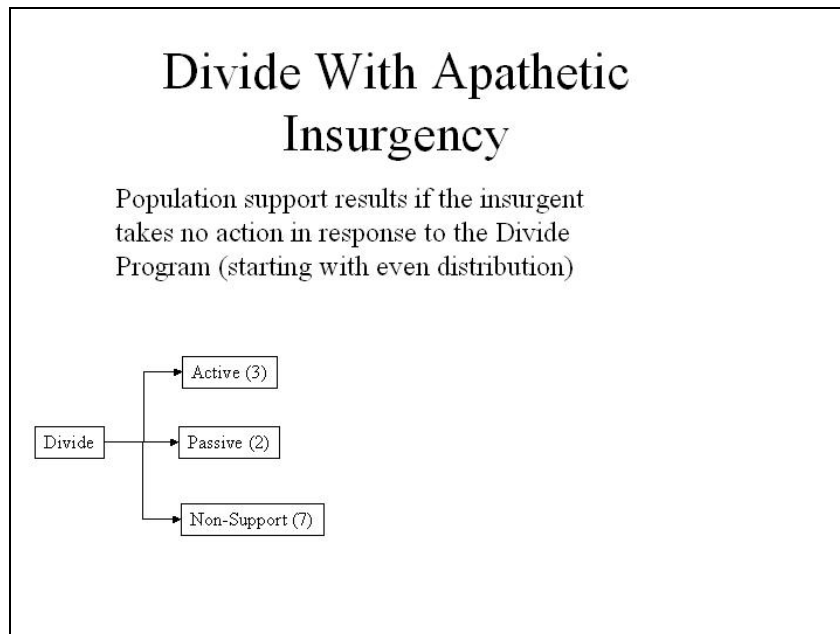 Divide With Apathetic
Insurgency
Population support results if the insurgent
takes no action in response to the Divide
Program (starting with even distribution)
Active (3)
Divide
Passive (2)
Non-Support (7)